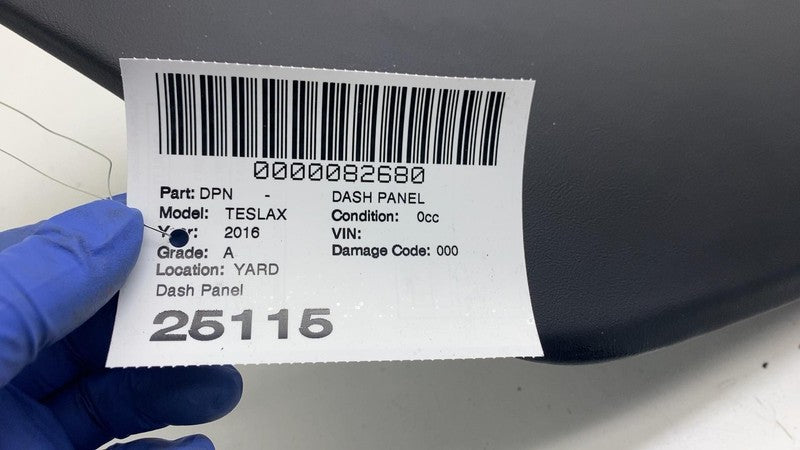 0000082680
Part: DPN - DASH PANEL
Model: TESLAX Condition: 0cc
Year: 2016 VIN:
Grade: A Damage Code: 000
Location: YARD
Dash Panel
25115